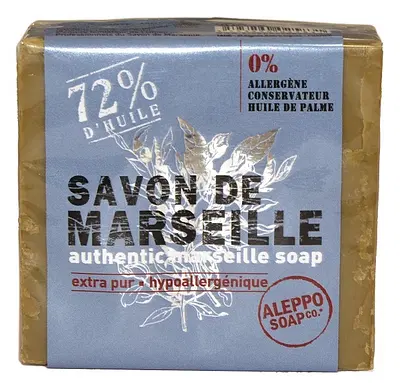 72%
D'HUILE
0%
ALLERGÈNE
CONSERVATEUR
HUILE DE PALME
SAVON DE
MARSEILLE
authentic marseille soap
extra pur • hypoallergénique
ALEPPO
SOAP CO.®